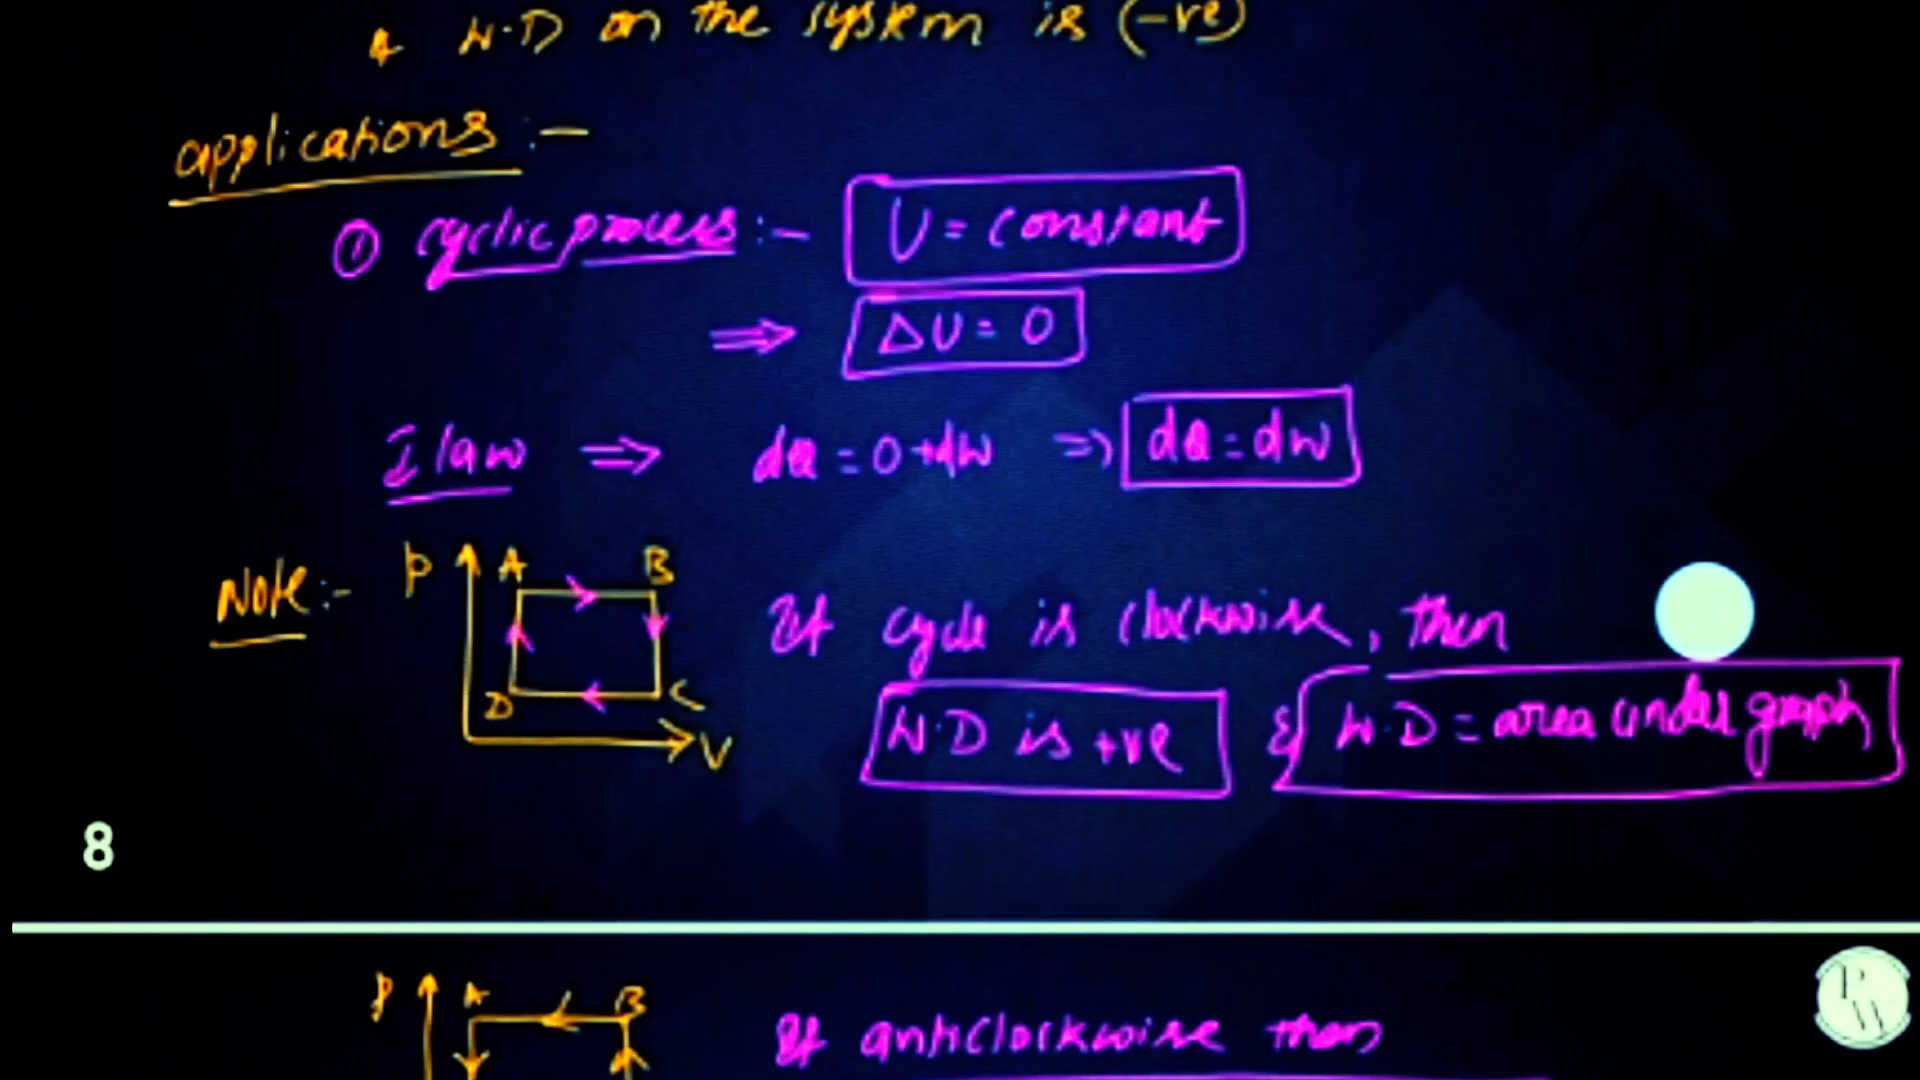 & W.D on the system is (-ve)
applications :-
① cyclic process :- U = constant
⇒ ΔU = 0
I law ⇒ dQ = 0 + dw ⇒ dQ = dw
Note :- P A B If cycle is clockwise, then
D C W.D is +ve & W.D = area under graph
V
8
PW
P A B If anticlockwise then